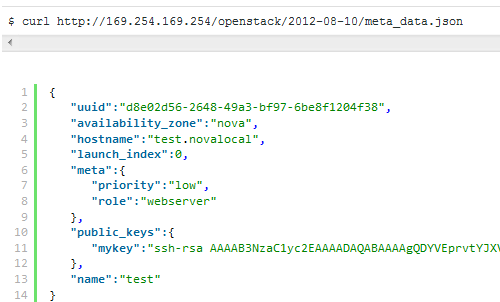 $ curl http://169.254.169.254/openstack/2012-08-10/meta_data.json
1 {
2 "uuid":"d8e02d56-2648-49a3-bf97-6be8f1204f38",
3 "availability_zone":"nova",
4 "hostname":"test.novalocal",
5 "launch_index":0,
6 "meta":{
7 "priority":"low",
8 "role":"webserver"
9 },
10 "public_keys":{
11 "mykey":"ssh-rsa AAAAB3NzaC1yc2EAAAADAQABAAAAgQDYVEprvtYJXV
12 },
13 "name":"test"
14 }